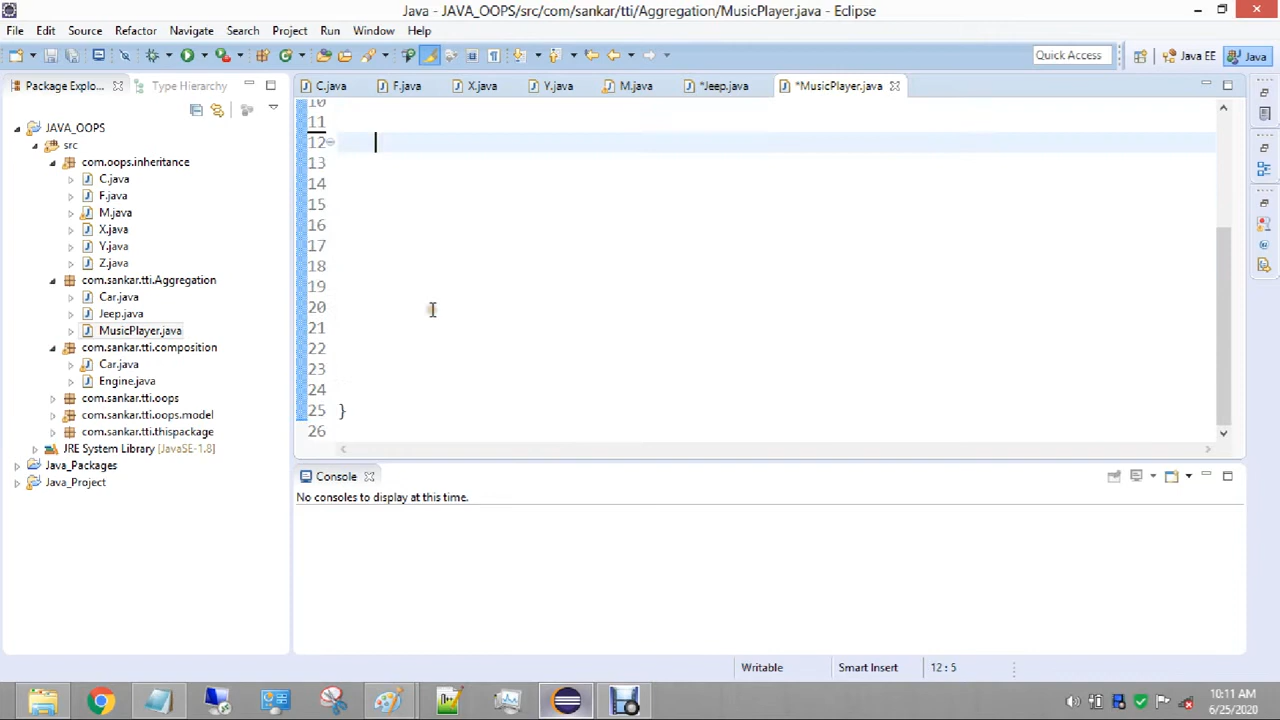 Java - JAVA_OOPS/src/com/sankar/tti/Aggregation/MusicPlayer.java - Eclipse
File Edit Source Refactor Navigate Search Project Run Window Help
Quick Access Java EE Java
Package Explo... Type Hierarchy
C.java F.java X.java Y.java M.java *Jeep.java *MusicPlayer.java
JAVA_OOPS
src
com.oops.inheritance
C.java
F.java
M.java
X.java
Y.java
Z.java
com.sankar.tti.Aggregation
Car.java
Jeep.java
MusicPlayer.java
com.sankar.tti.composition
Car.java
Engine.java
com.sankar.tti.oops
com.sankar.tti.oops.model
com.sankar.tti.thispackage
JRE System Library [JavaSE-1.8]
Java_Packages
Java_Project
10
11
12
13
14
15
16
17
18
19
20
21
22
23
24
25 }
26
Console
No consoles to display at this time.
Writable Smart Insert 12 : 5
10:11 AM
6/25/2020